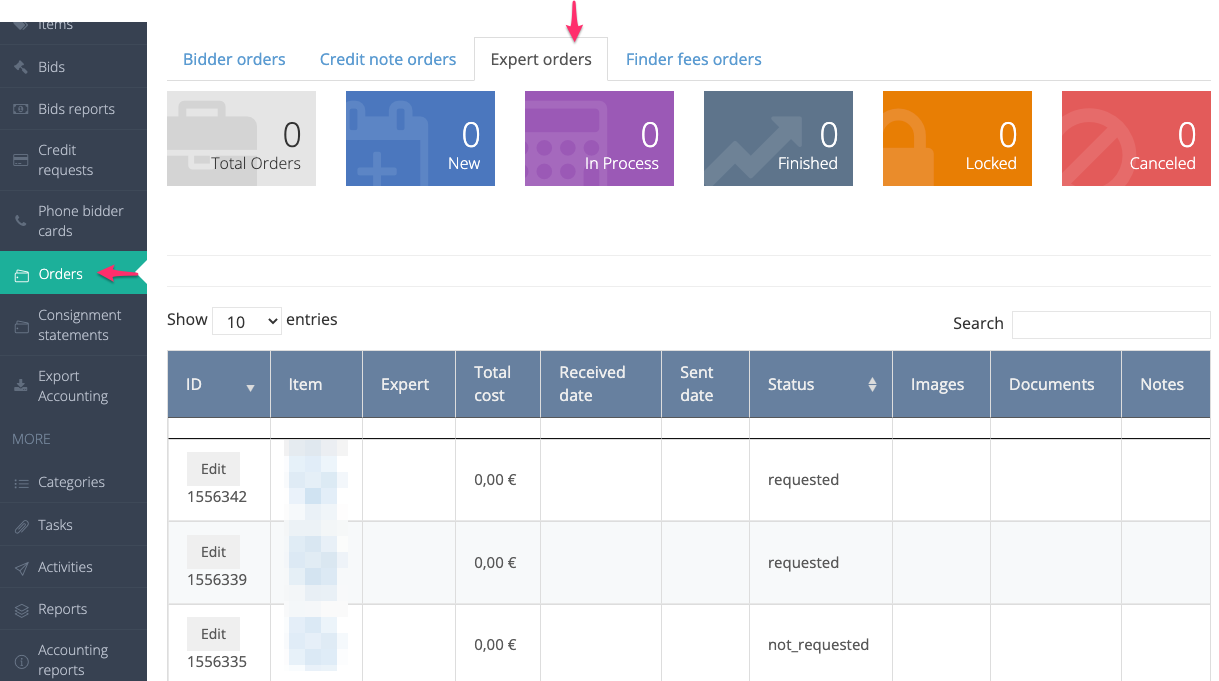 Items
Bids
Bids reports
Credit
requests
Phone bidder
cards
Orders
Consignment
statements
Export
Accounting
MORE
Categories
Tasks
Activities
Reports
Accounting
reports
Bidder orders
Credit note orders
Expert orders
Finder fees orders
0
Total Orders
0
New
0
In Process
0
Finished
0
Locked
0
Canceled
Show 10 entries
Search
ID Item Expert Total cost Received date Sent date Status Images Documents Notes
Edit
1556342 0,00 € requested
Edit
1556339 0,00 € requested
Edit
1556335 0,00 € not_requested